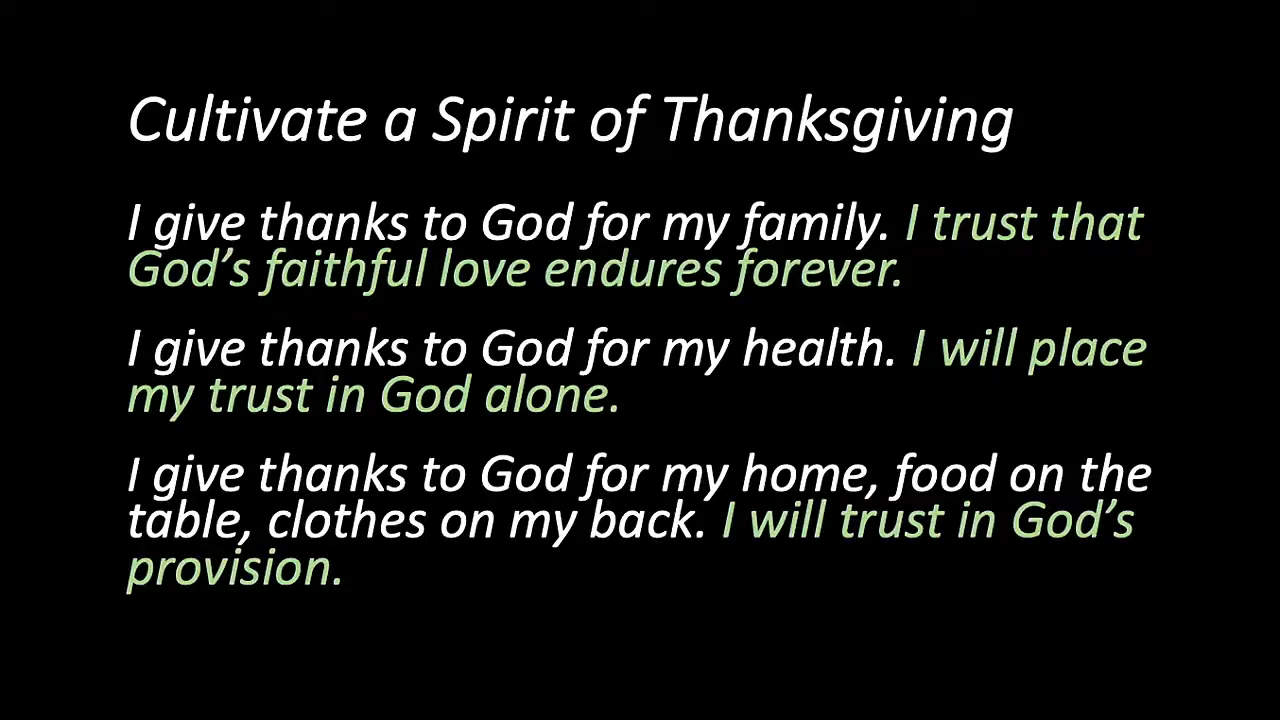 Cultivate a Spirit of Thanksgiving
I give thanks to God for my family. I trust that
God’s faithful love endures forever.
I give thanks to God for my health. I will place
my trust in God alone.
I give thanks to God for my home, food on the
table, clothes on my back. I will trust in God’s
provision.